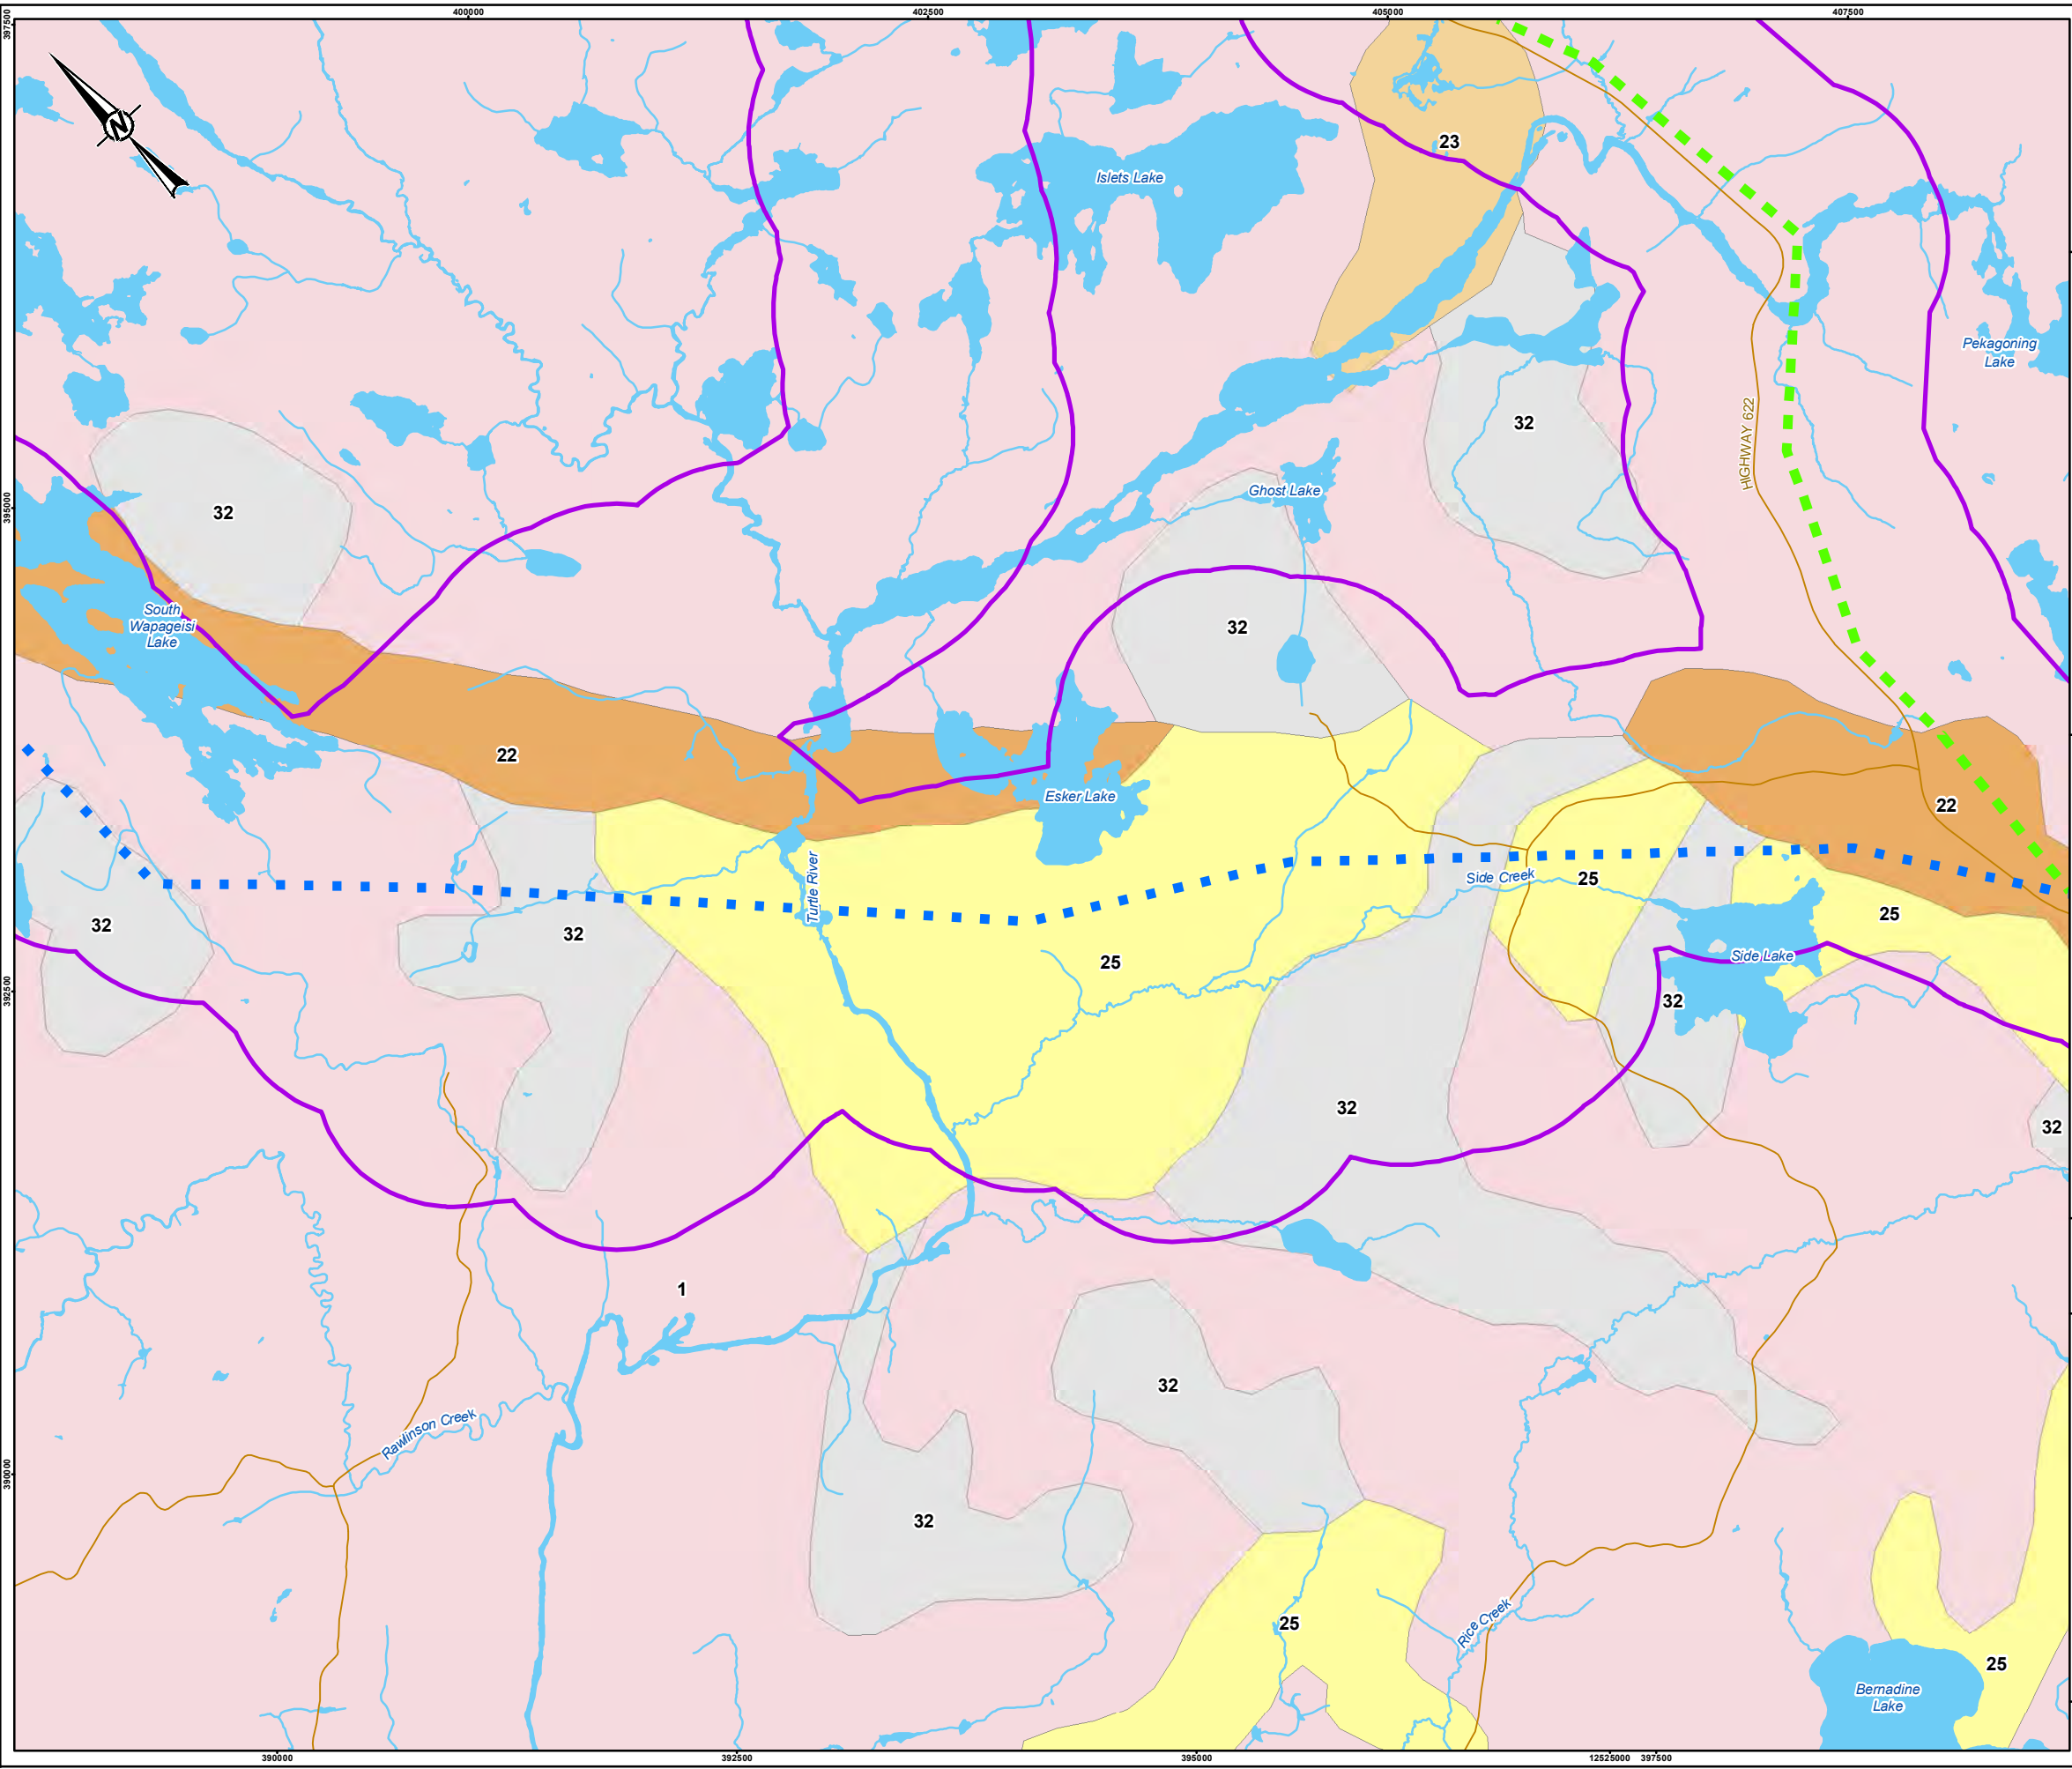 400000 402500 405000 407500
397500
N
23
Islets Lake
Pekagoning
Lake
HIGHWAY 622
32
Ghost Lake
395000
32
South
Wapageisi
Lake
32
22
Esker Lake
22
Turtle River
Side Creek
25
25
32
32
25
Side Lake
392500
32
32
32
1
32
Rawlinson Creek
390000
32
25
Rice Creek
25
Bernadine
Lake
390000 392500 395000 12525000 397500